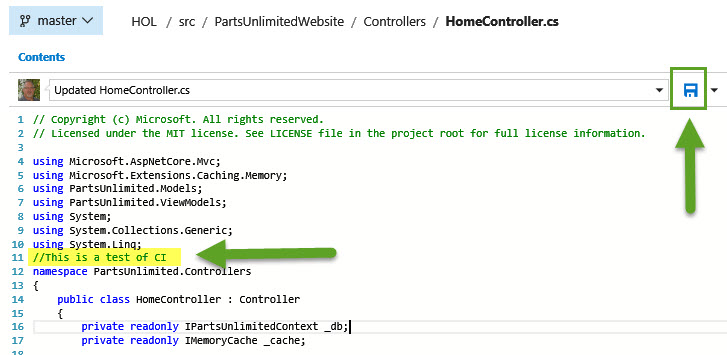 master
HOL / src / PartsUnlimitedWebsite / Controllers / HomeController.cs
Contents
Updated HomeController.cs
1 // Copyright (c) Microsoft. All rights reserved.
2 // Licensed under the MIT license. See LICENSE file in the project root for full license information.
3
4 using Microsoft.AspNetCore.Mvc;
5 using Microsoft.Extensions.Caching.Memory;
6 using PartsUnlimited.Models;
7 using PartsUnlimited.ViewModels;
8 using System;
9 using System.Collections.Generic;
10 using System.Linq;
11 //This is a test of CI
12 namespace PartsUnlimited.Controllers
13 {
14 public class HomeController : Controller
15 {
16 private readonly IPartsUnlimitedContext _db;
17 private readonly IMemoryCache _cache;
18